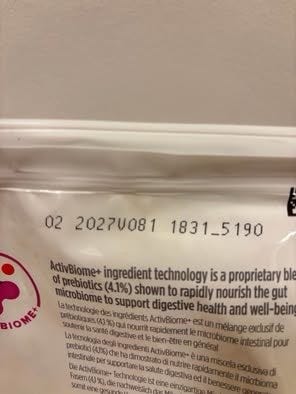 02 2027V081 1831_5190
ActivBiome+ ingredient technology is a proprietary ble
of prebiotics (4.1%) shown to rapidly nourish the gut
microbiome to support digestive health and well-being
La technologie des ingrédients ActivBiome+ est un mélange exclusif de
prébiotiques (4,1 %) qui nourrit rapidement le microbiome intestinal pour
soutenir la santé digestive et le bien-être en général
La tecnologia degli ingredienti ActivBiome+ è una miscela esclusiva di
prebiotici (4,1%) che ha dimostrato di nutrire rapidamente il microbioma
intestinale per supportare la salute digestiva ed il benessere
Die ActivBiome+ Technologie ist eine einzigartige
Fasern (4,1 %), die nachweislich das
somit eine
BIOME+